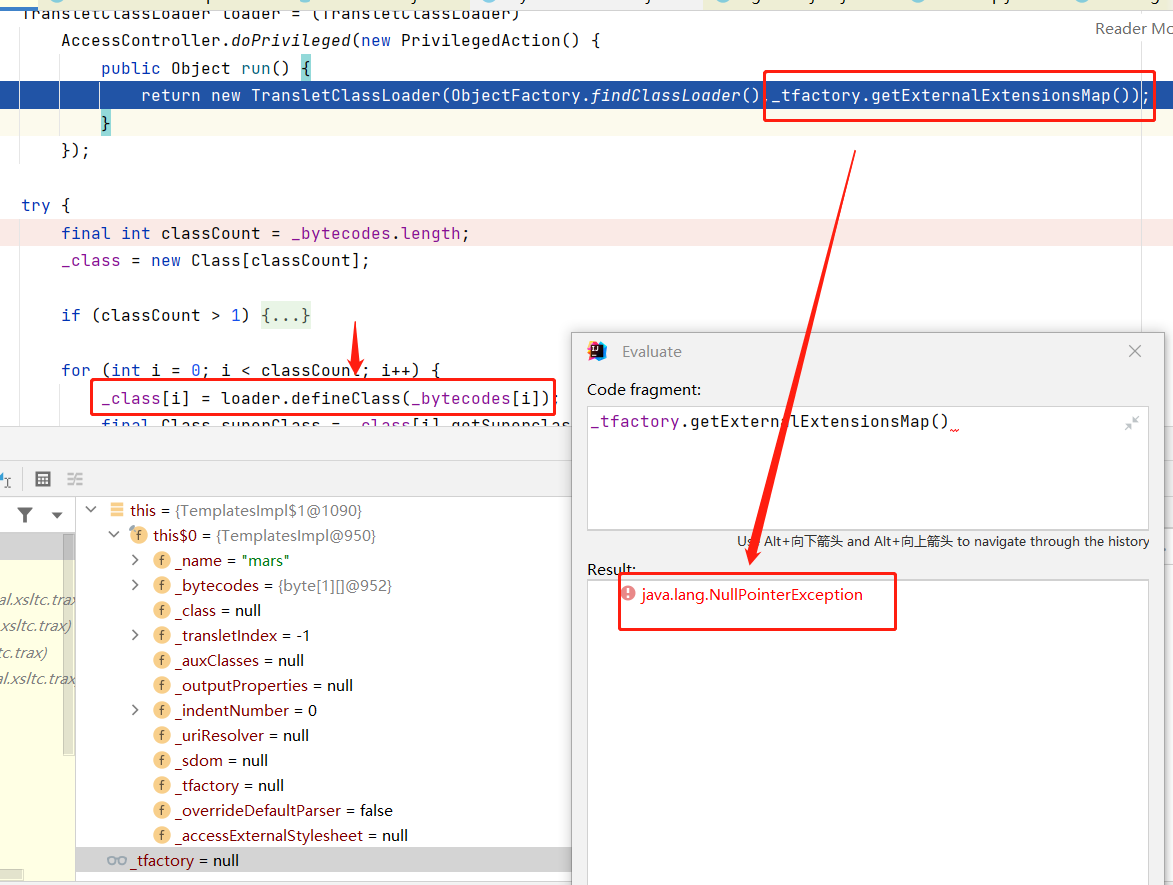 TransletClassLoader loader = (TransletClassLoader)
AccessController.doPrivileged(new PrivilegedAction() {
Reader Mo
public Object run() {
return new TransletClassLoader(ObjectFactory.findClassLoader(),_tfactory.getExternalExtensionsMap());
}
});
try {
final int classCount = _bytecodes.length;
_class = new Class[classCount];
if (classCount > 1) {...}
for (int i = 0; i < classCount; i++) {
_class[i] = loader.defineClass(_bytecodes[i]);
final Class superClass = _class[i].getSuperclas
Evaluate
Code fragment:
_tfactory.getExternalExtensionsMap()
Use Alt+向下箭头 and Alt+向上箭头 to navigate through the history
Result:
java.lang.NullPointerException
this = {TemplatesImpl$1@1090}
this$0 = {TemplatesImpl@950}
_name = "mars"
_bytecodes = {byte[1][]@952}
_class = null
_transletIndex = -1
_auxClasses = null
_outputProperties = null
_indentNumber = 0
_uriResolver = null
_sdom = null
_tfactory = null
_overrideDefaultParser = false
_accessExternalStylesheet = null
_tfactory = null
al.xsltc.trax
.xsltc.trax)
tc.trax)
al.xsltc.trax